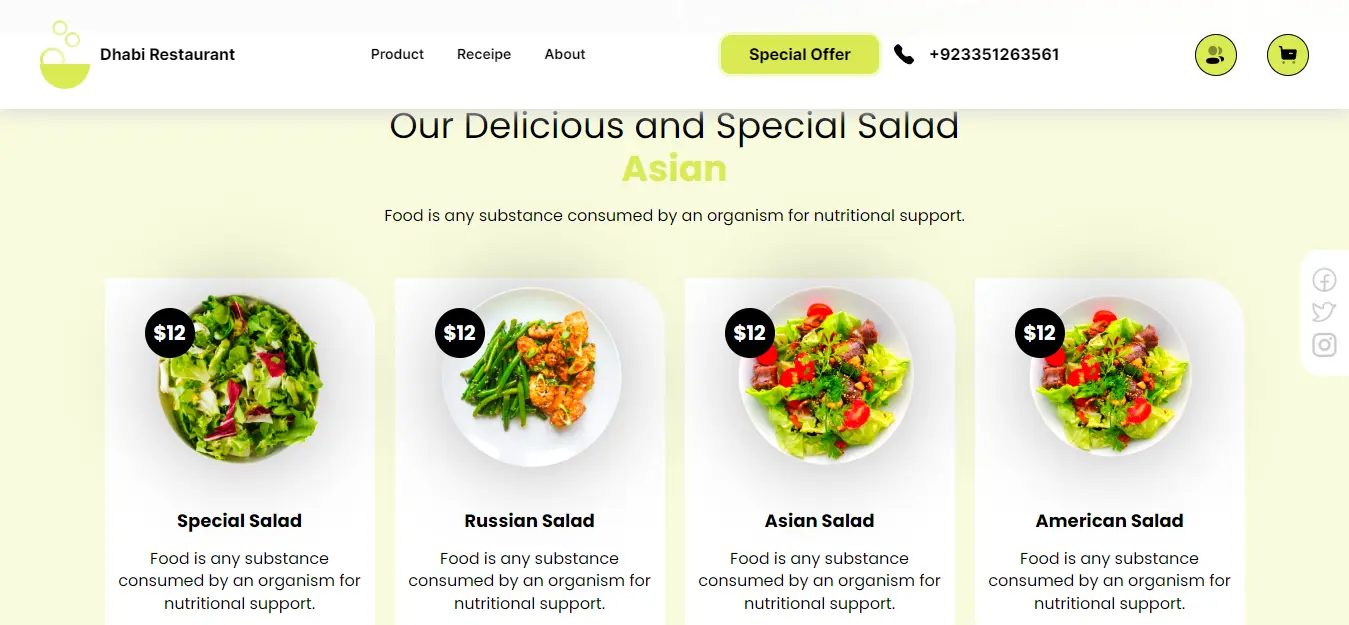 Dhabi Restaurant
Product
Receipe
About
Special Offer
+923351263561
Our Delicious and Special Salad
Asian
Food is any substance consumed by an organism for nutritional support.
$12
$12
$12
$12
Special Salad
Food is any substance
consumed by an organism for
nutritional support.
Russian Salad
Food is any substance
consumed by an organism for
nutritional support.
Asian Salad
Food is any substance
consumed by an organism for
nutritional support.
American Salad
Food is any substance
consumed by an organism for
nutritional support.